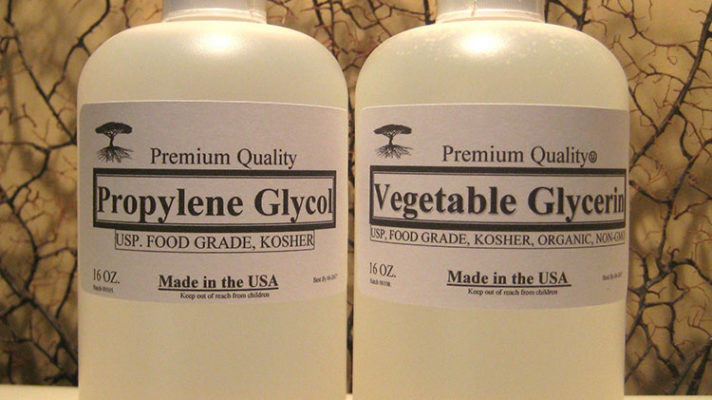 Premium Quality
Propylene Glycol
USP. FOOD GRADE, KOSHER
16 OZ.
Made in the USA
Keep out of reach from children
Premium Quality
Vegetable Glycerin
USP, FOOD GRADE, KOSHER, ORGANIC, NON-GMO
16 OZ.
Made in the USA
Keep out of reach from children